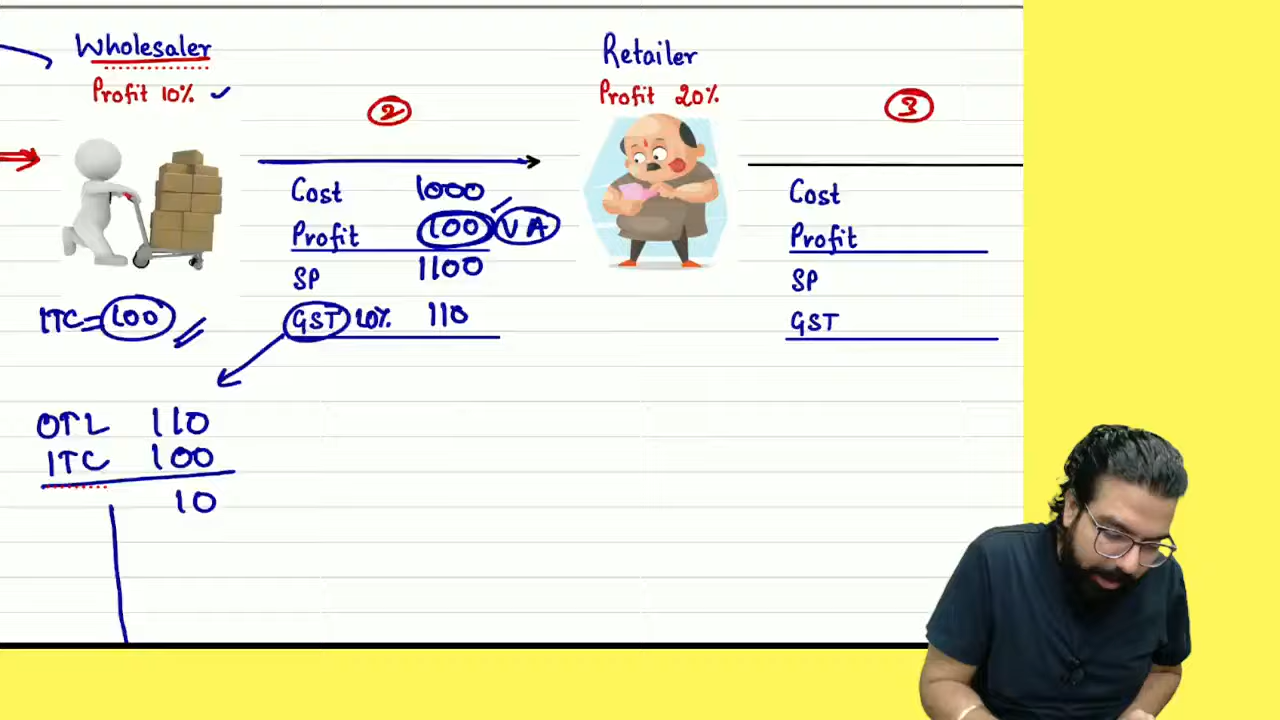 Wholesaler
Profit 10%
②
Cost 1000
Profit 100 VA
SP 1100
GST 10% 110
ITC = 100
OTL 110
ITC 100
10
Retailer
Profit 20%
③
Cost
Profit
SP
GST